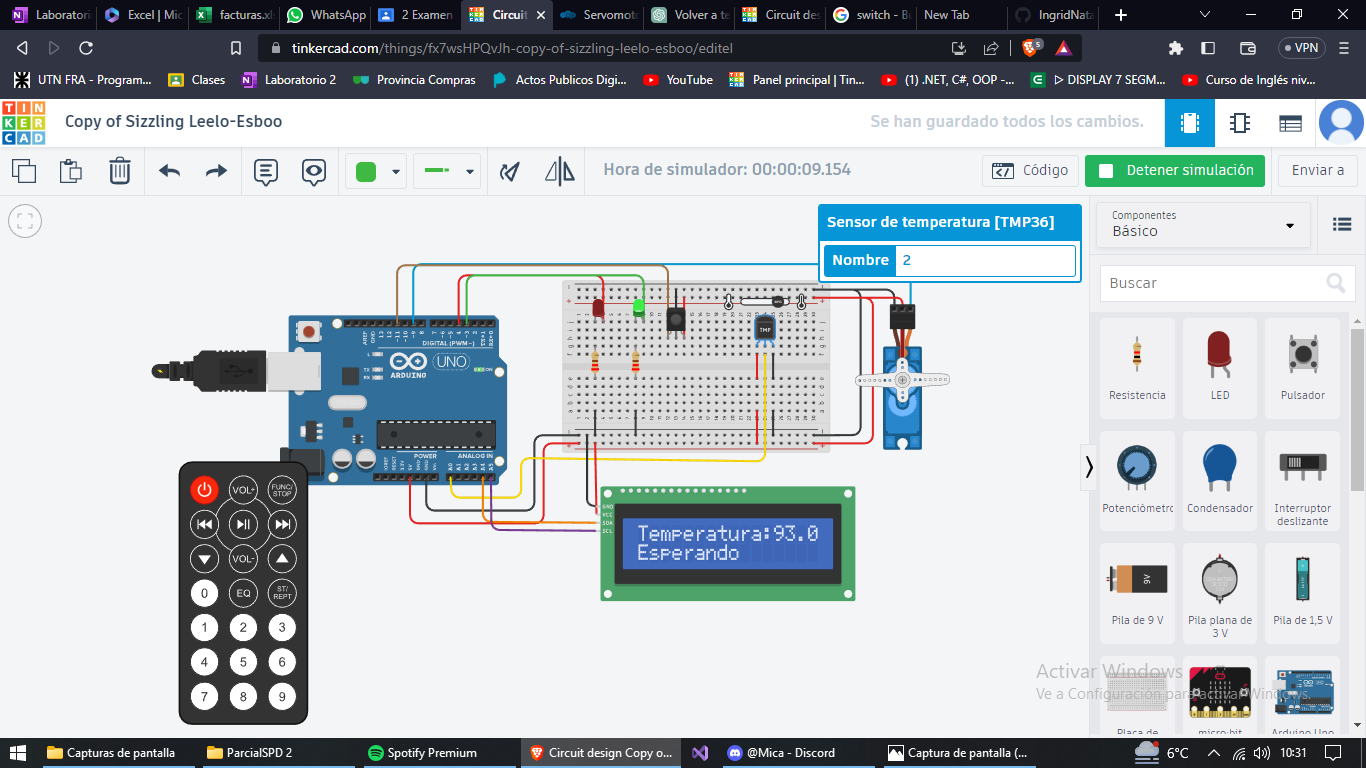 Laboratori
Excel | Mic
facturas.xl
WhatsApp
2 Examen
Circuit
Servomoto
Volver a te
Circuit des
switch - Bu
New Tab
IngridNata
tinkercad.com/things/fx7wsHPQvJh-copy-of-sizzling-leelo-esboo/editel
5
VPN
UTN FRA - Program...
Clases
Laboratorio 2
Provincia Compras
Actos Publicos Digi...
YouTube
Panel principal | Tin...
(1) .NET, C#, OOP -...
ᐅ DISPLAY 7 SEGM...
Curso de Inglés niv...
TIN
KER
CAD
Copy of Sizzling Leelo-Esboo
Se han guardado todos los cambios.
Hora de simulador: 00:00:09.154
Código
Detener simulación
Enviar a
Sensor de temperatura [TMP36]
Nombre
2
Componentes
Básico
Buscar
Resistencia
LED
Pulsador
Potenciómetro
Condensador
Interruptor
deslizante
9V
Pila de 9 V
Pila plana de
3 V
Pila de 1,5 V
Placa de
micro:bit
Arduino Uno
DIGITAL (PWM~)
UNO
ARDUINO
ON
TX
RX
L
POWER
ANALOG IN
TMP
GND
VCC
SDA
SCL
Temperatura:93.0
Esperando
VOL+
FUNC/
STOP
VOL-
0
EQ
ST/
REPT
1
2
3
4
5
6
7
8
9
Activar Windows
Ve a Configuración para activar Windows.
Capturas de pantalla
ParcialSPD 2
Spotify Premium
Circuit design Copy o...
@Mica - Discord
Captura de pantalla (...
6°C
10:31